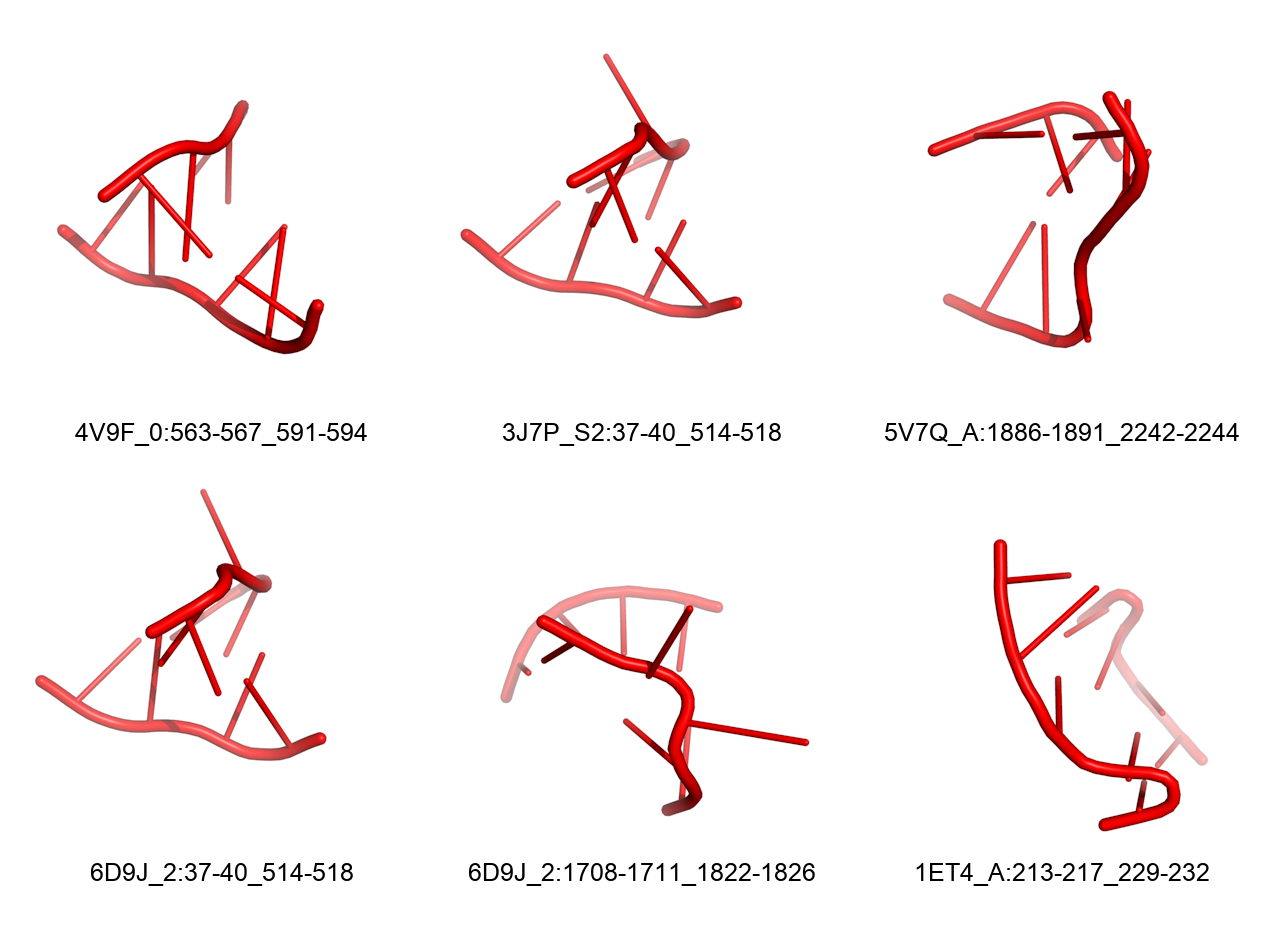 4V9F_0:563-567_591-594
3J7P_S2:37-40_514-518
5V7Q_A:1886-1891_2242-2244
6D9J_2:37-40_514-518
6D9J_2:1708-1711_1822-1826
1ET4_A:213-217_229-232